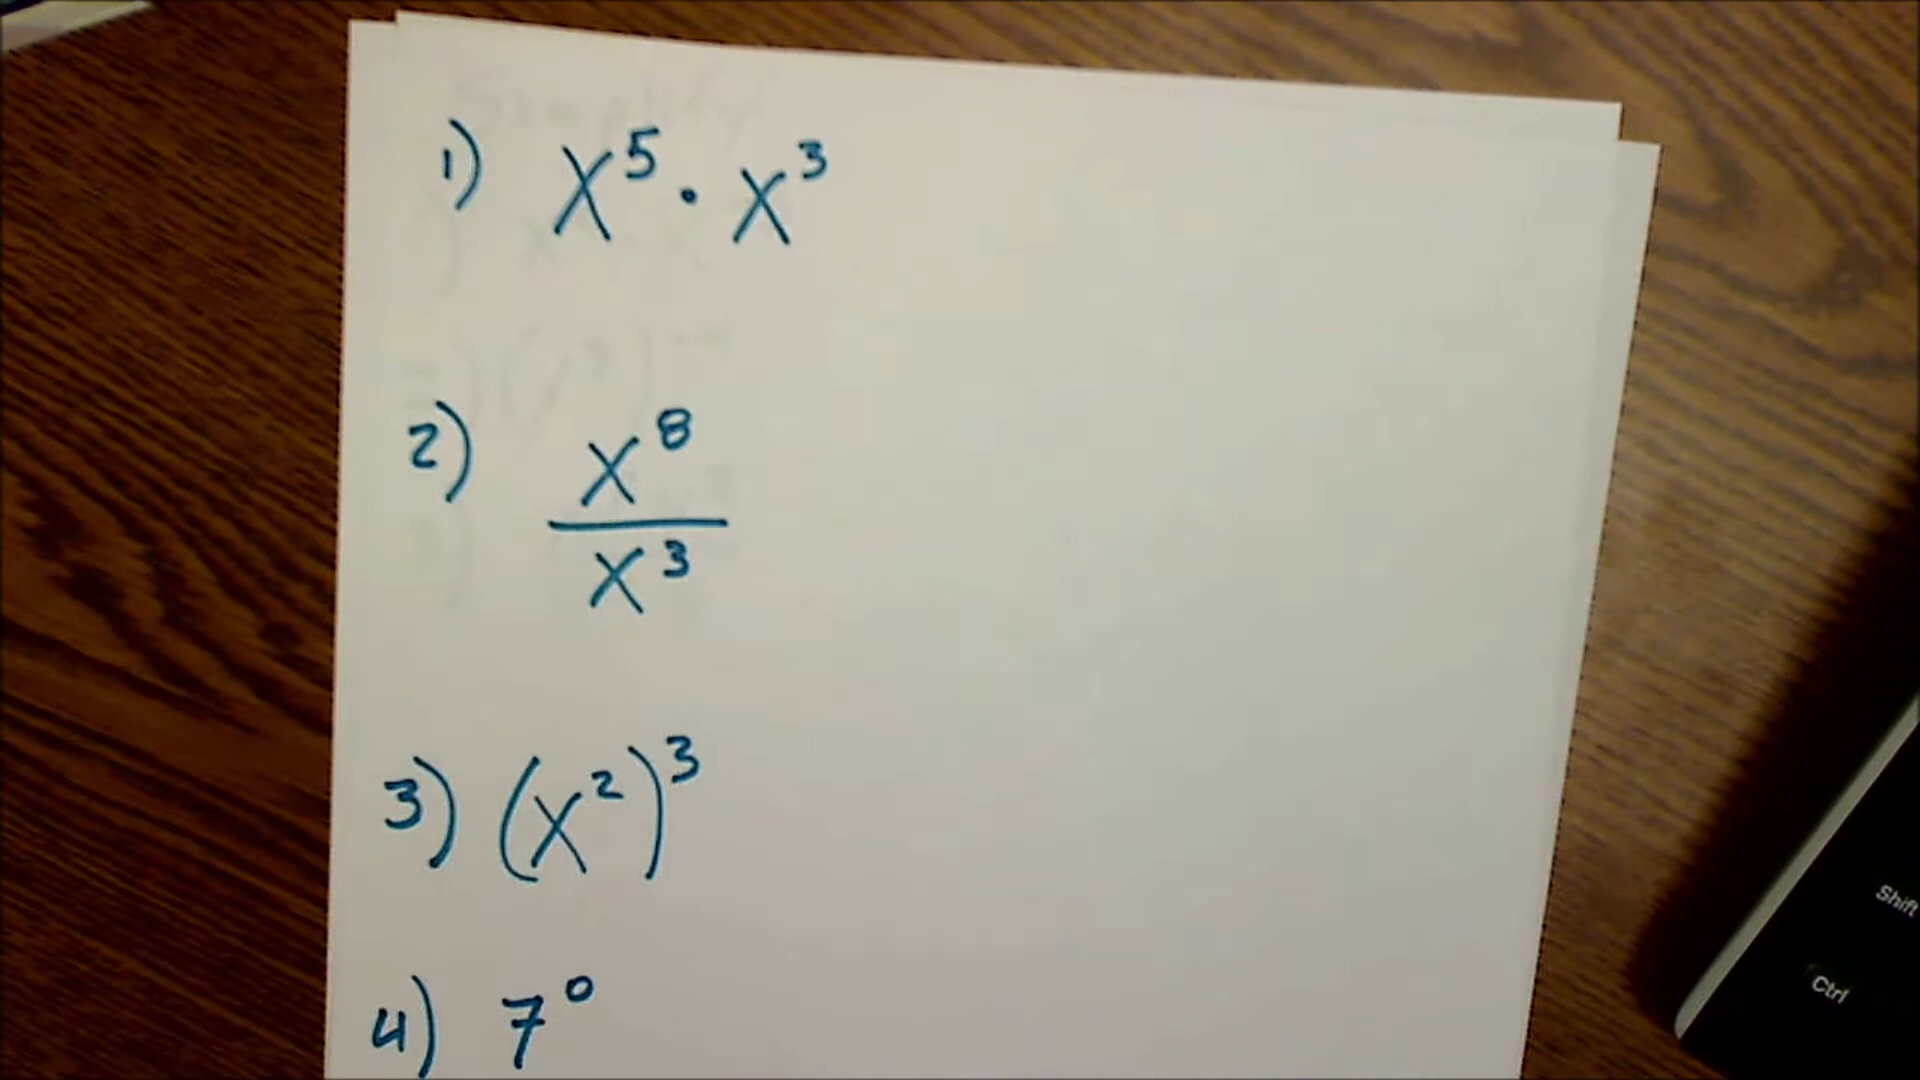 1) x⁵ · x³
2) x⁸
x³
3) (x²)³
4) 7⁰
Shift
Ctrl